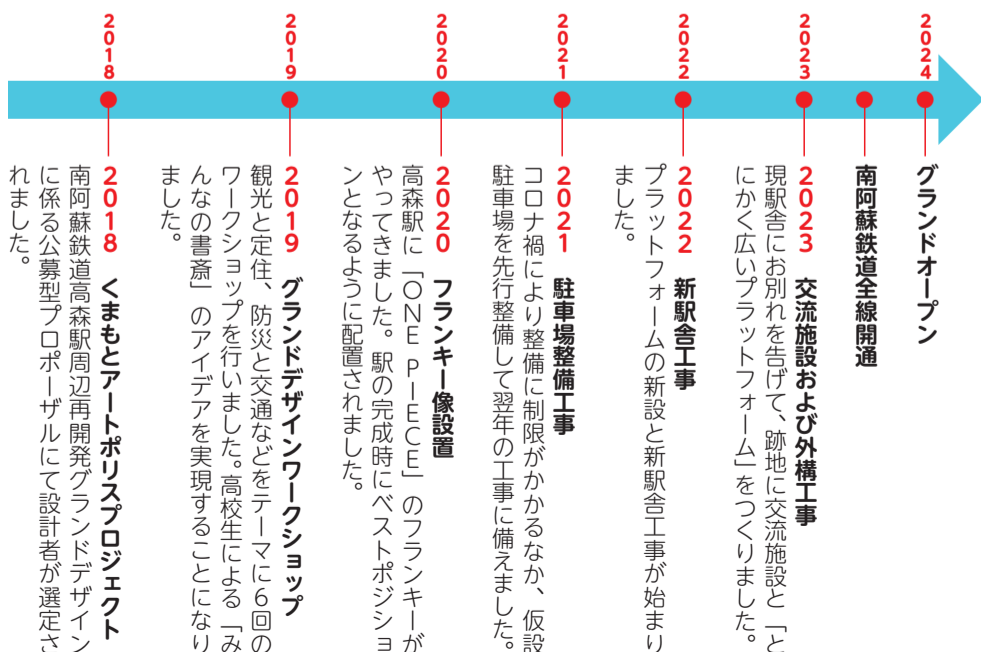 2018
2019
2020
2021
2022
2023
2024
2018 くまもとアートポリスプロジェクト
南阿蘇鉄道高森駅周辺再開発グランドデザイン
に係る公募型プロポーザルにて設計者が選定さ
れました。
2019 グランドデザインワークショップ
観光と定住、防災と交通などをテーマに6回の
ワークショップを行いました。高校生による「み
んなの書斎」のアイデアを実現することになり
ました。
2020 フランキー像設置
高森駅に「ONE PIECE」のフランキーが
やってきました。駅の完成時にベストポジショ
ンとなるように配置されました。
2021 駐車場整備工事
コロナ禍により整備に制限がかかるなか、仮設
駐車場を先行整備して翌年の工事に備えました。
2022 新駅舎工事
プラットフォームの新設と新駅舎工事が始まり
ました。
2023 交流施設および外構工事
現駅舎にお別れを告げて、跡地に交流施設と「と
にかく広いプラットフォーム」をつくりました。
南阿蘇鉄道全線開通
グランドオープン